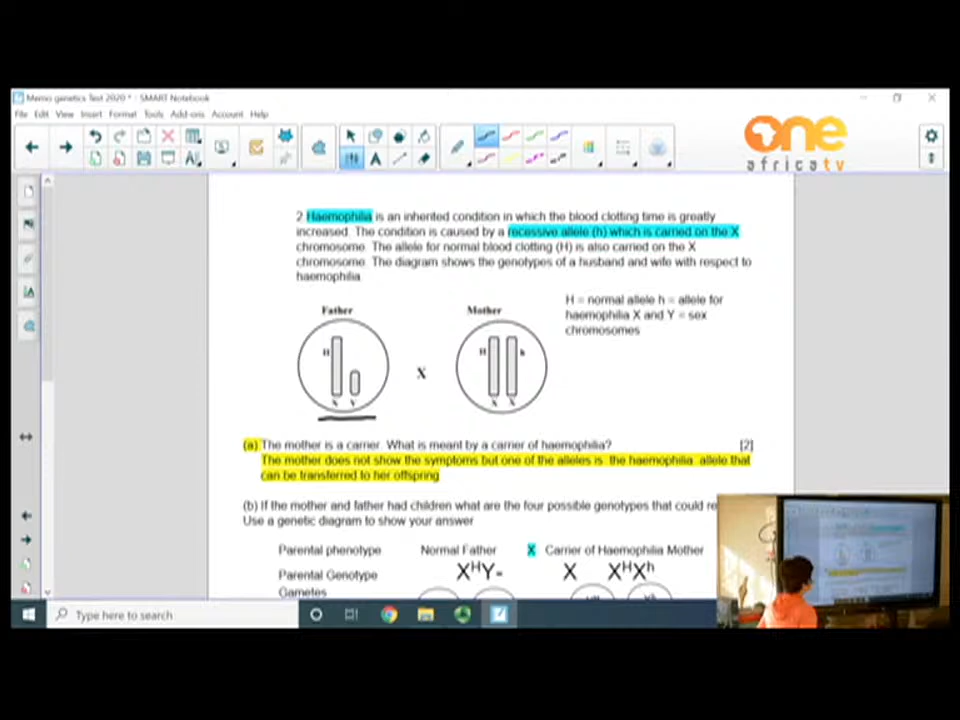 one
africa tv
Memo genetics Test 2020 * - SMART Notebook
File Edit View Insert Format Tools Add-ons Account Help
2 Haemophilia is an inherited condition in which the blood clotting time is greatly
increased. The condition is caused by a recessive allele (h) which is carried on the X
chromosome. The allele for normal blood clotting (H) is also carried on the X
chromosome. The diagram shows the genotypes of a husband and wife with respect to
haemophilia
Father
Mother
H = normal allele h = allele for
haemophilia X and Y = sex
chromosomes
H
X Y
X
H h
X X
(a) The mother is a carrier. What is meant by a carrier of haemophilia? [2]
The mother does not show the symptoms but one of the alleles is the haemophilia allele that
can be transferred to her offspring
(b) If the mother and father had children what are the four possible genotypes that could re
Use a genetic diagram to show your answer
Parental phenotype Normal Father X Carrier of Haemophilia Mother
Parental Genotype XᴴY- X XᴴXʰ
Gametes
Type here to search